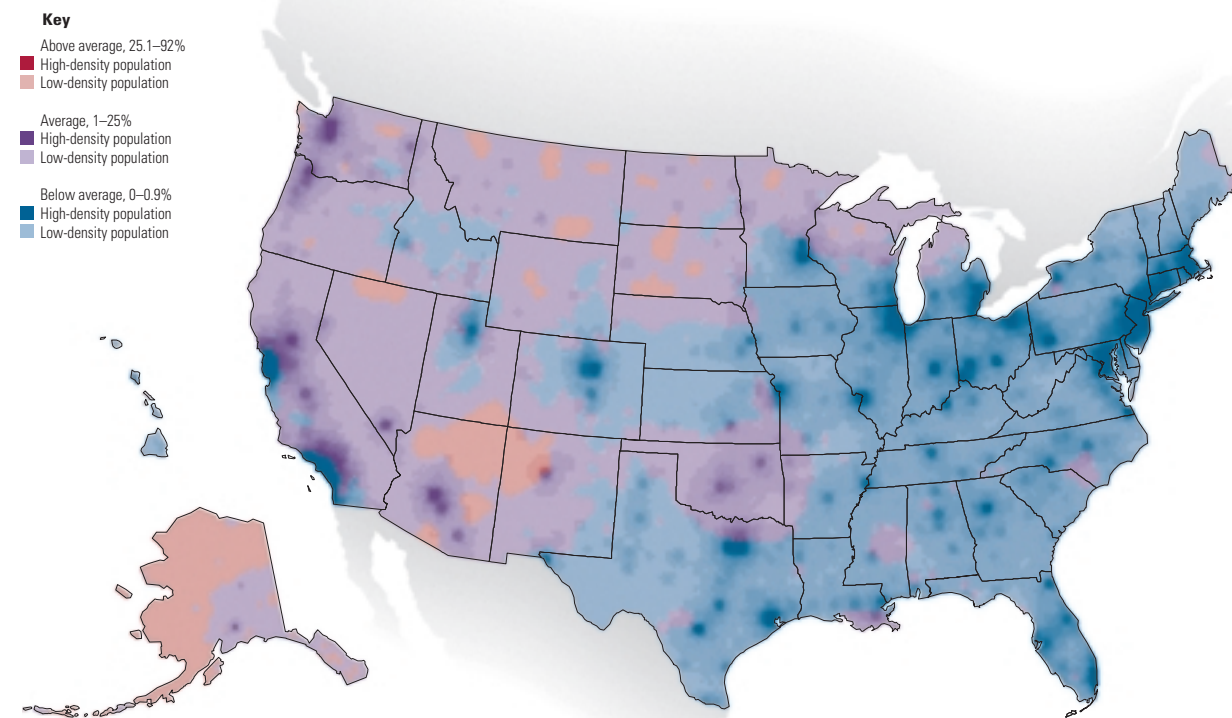 Key
Above average, 25.1–92%
High-density population
Low-density population
Average, 1–25%
High-density population
Low-density population
Below average, 0–0.9%
High-density population
Low-density population